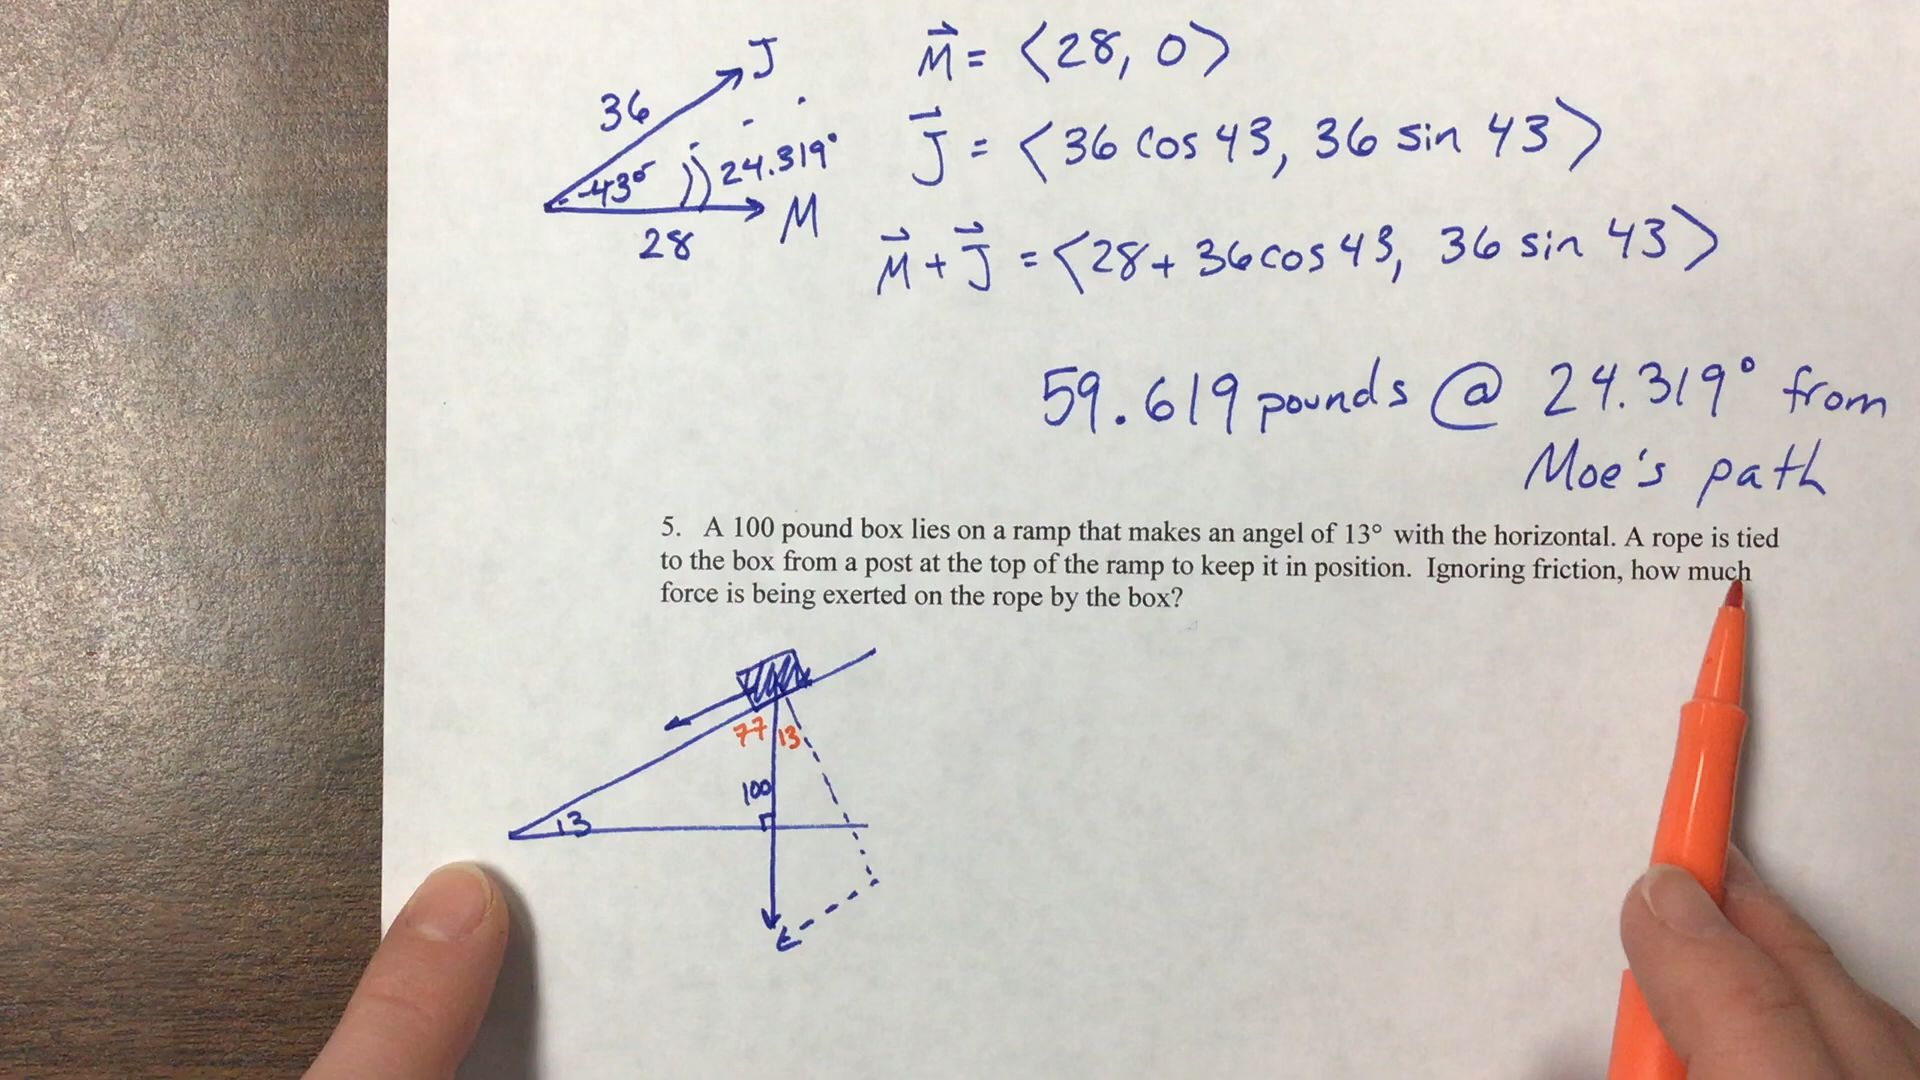 J
36
43°
24.319°
M
28
M⃗ = ⟨28, 0⟩
J⃗ = ⟨36 cos 43, 36 sin 43⟩
M⃗ + J⃗ = ⟨28 + 36 cos 43, 36 sin 43⟩
59.619 pounds @ 24.319° from
Moe's path
5. A 100 pound box lies on a ramp that makes an angel of 13° with the horizontal. A rope is tied
to the box from a post at the top of the ramp to keep it in position. Ignoring friction, how much
force is being exerted on the rope by the box?
77 13
100
13